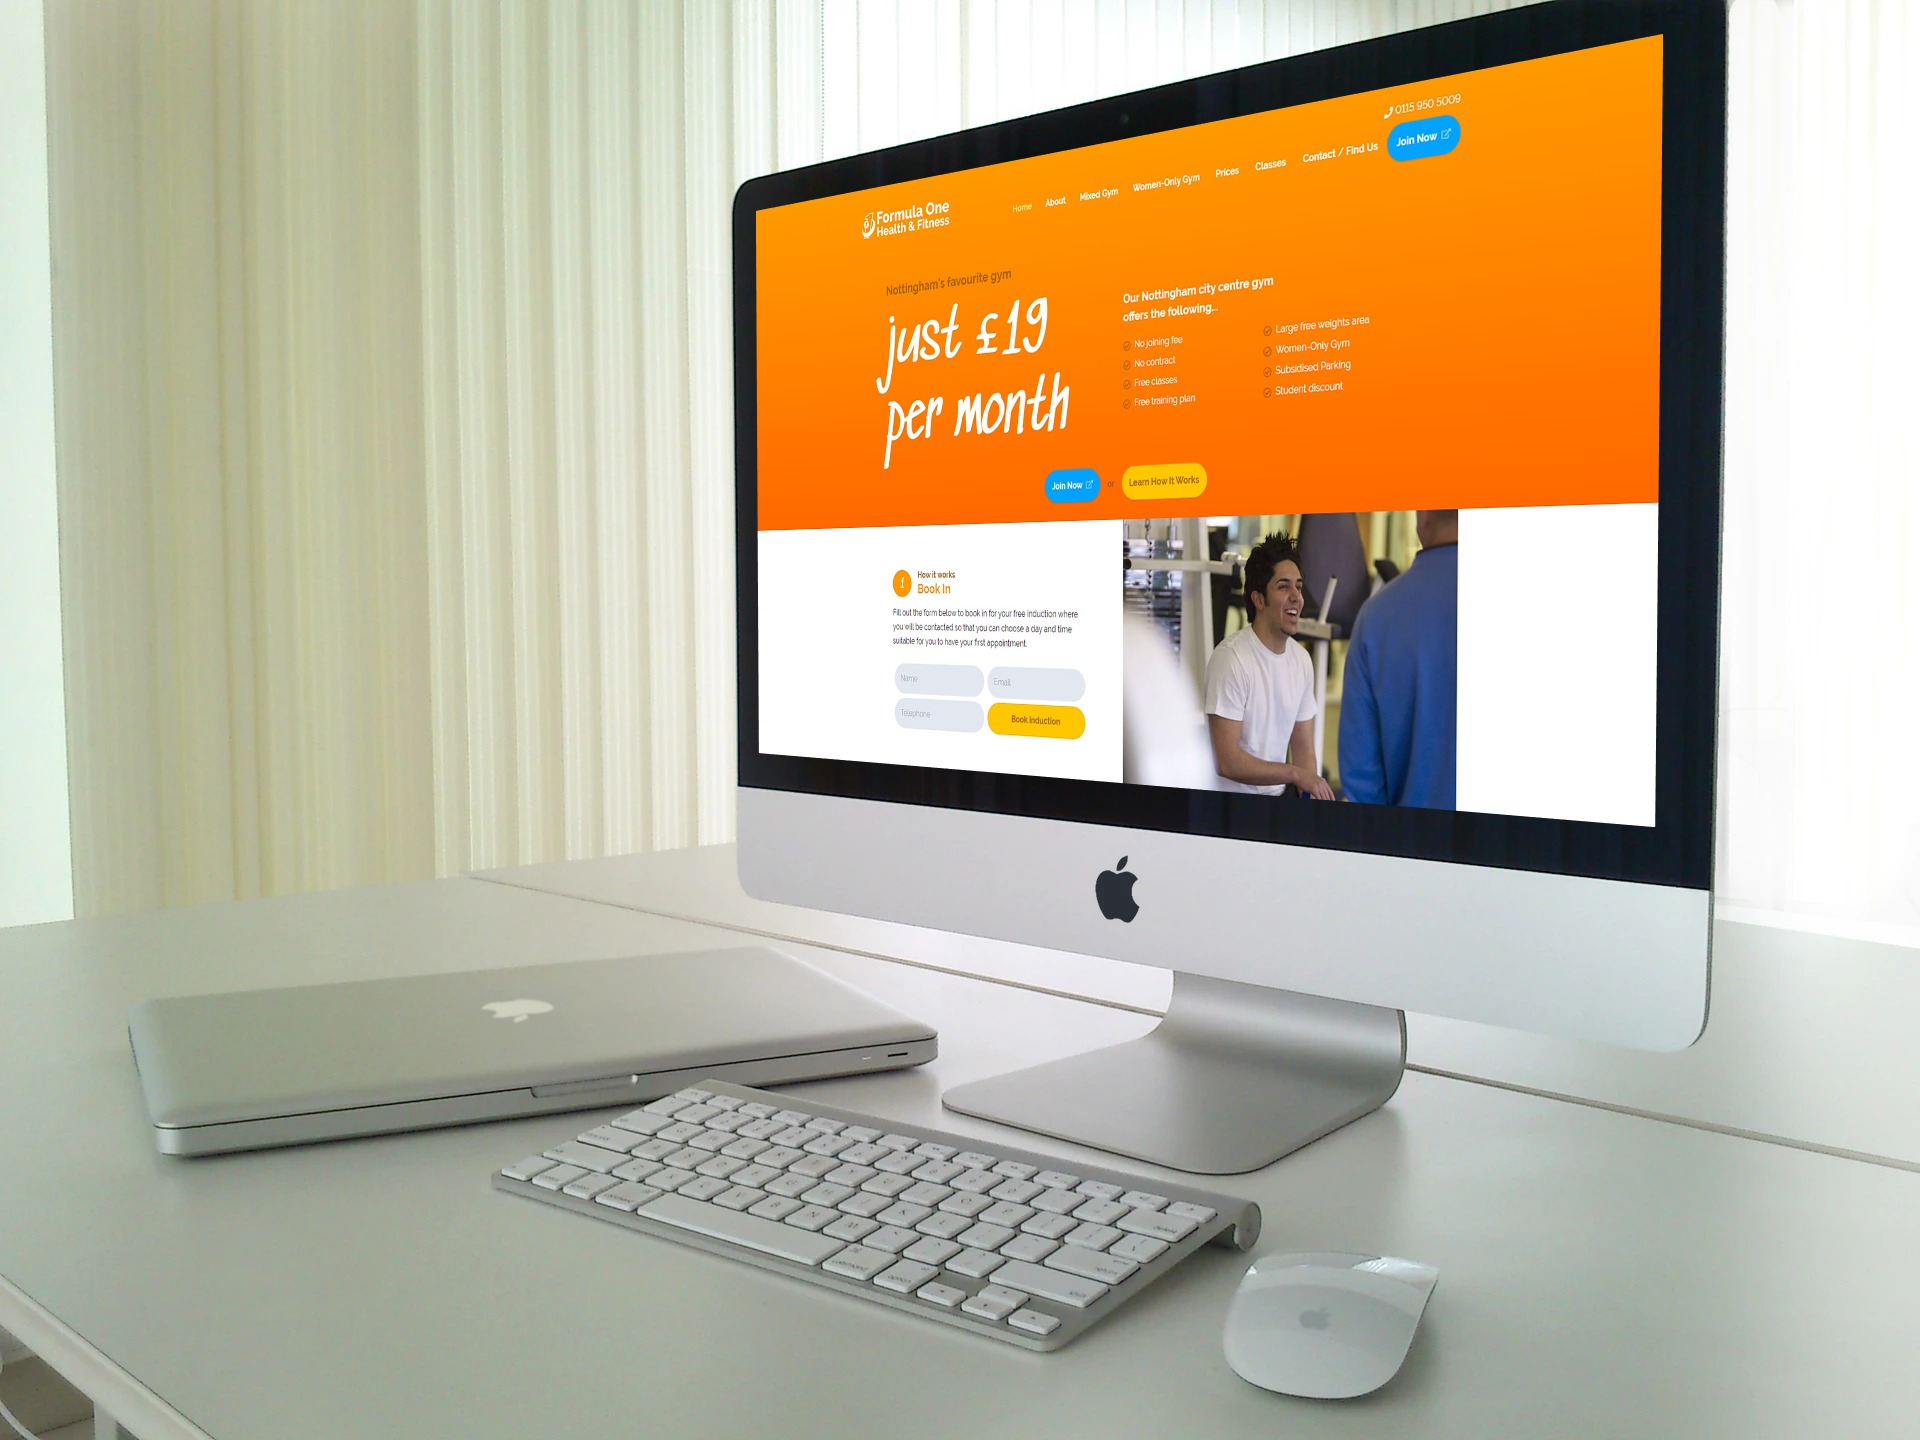 0115 950 5009
Formula One
Health & Fitness
Home About Mixed Gym Women-Only Gym Prices Classes Contact / Find Us Join Now
Nottingham's favourite gym
just £19
per month
Our Nottingham city centre gym
offers the following...
No joining fee
No contract
Free classes
Free training plan
Large free weights area
Women-Only Gym
Subsidised Parking
Student discount
Join Now or Learn How It Works
1
How it works
Book In
Fill out the form below to book in for your free induction where
you will be contacted so that you can choose a day and time
suitable for you to have your first appointment.
Name Email
Telephone Book Induction